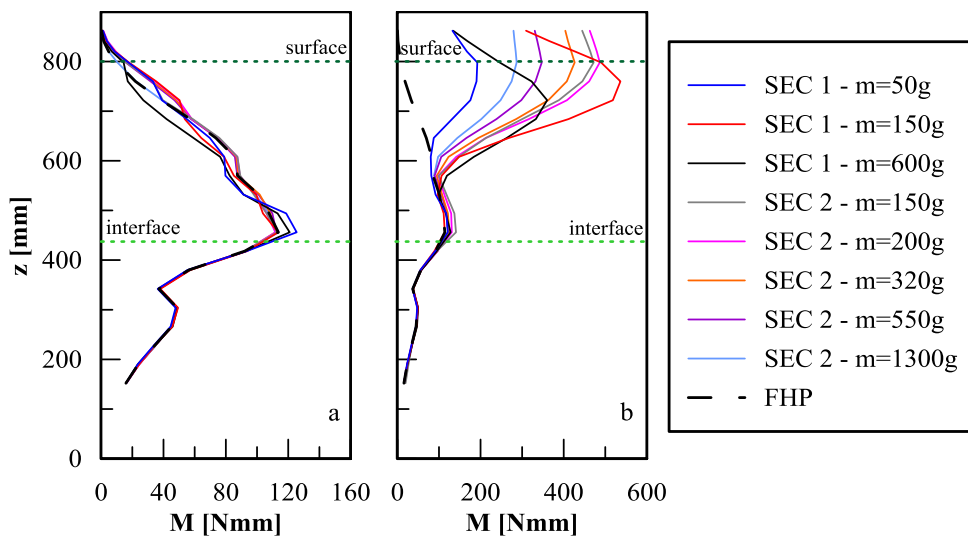 surface
surface
interface
interface
z [mm]
800
600
400
200
0
a
b
0
40
80
120
160
0
200
400
600
M [Nmm]
M [Nmm]
SEC 1 - m=50g
SEC 1 - m=150g
SEC 1 - m=600g
SEC 2 - m=150g
SEC 2 - m=200g
SEC 2 - m=320g
SEC 2 - m=550g
SEC 2 - m=1300g
FHP